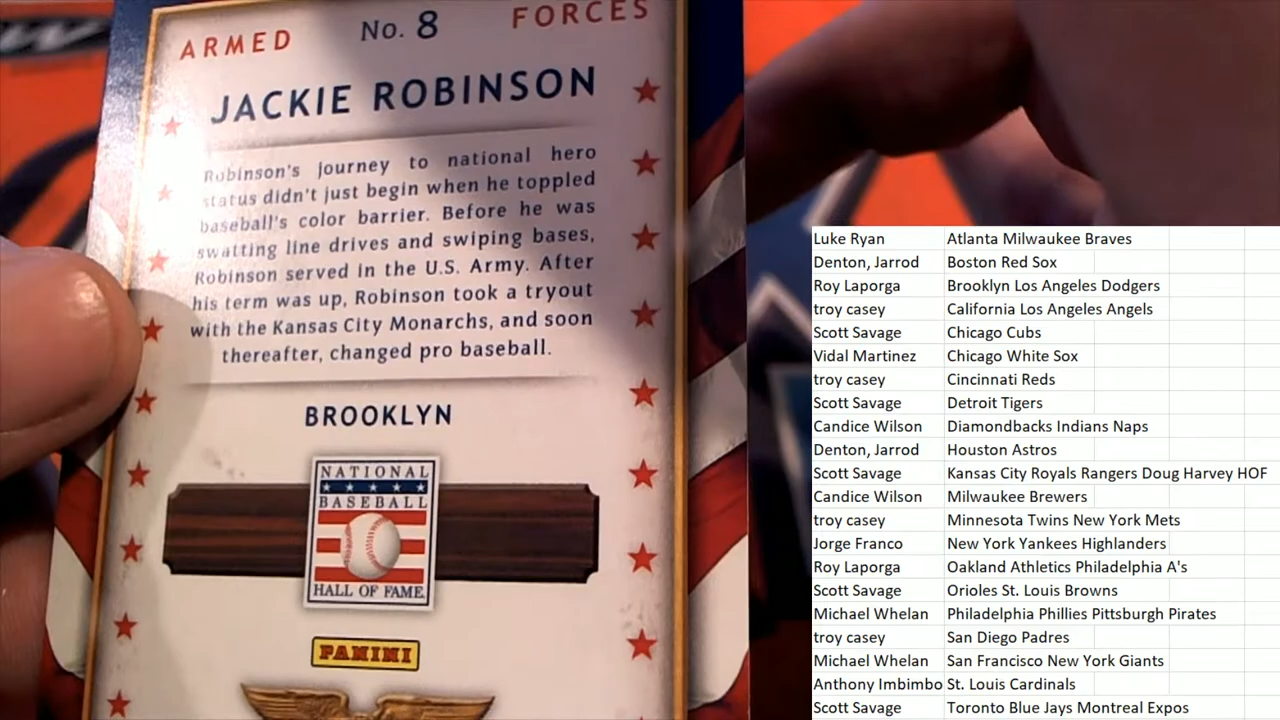 ARMED No. 8 FORCES
JACKIE ROBINSON
Robinson's journey to national hero
status didn't just begin when he toppled
baseball's color barrier. Before he was
swatting line drives and swiping bases,
Robinson served in the U.S. Army. After
his term was up, Robinson took a tryout
with the Kansas City Monarchs, and soon
thereafter, changed pro baseball.
BROOKLYN
NATIONAL
BASEBALL
HALL OF FAME
PANINI
Luke Ryan Atlanta Milwaukee Braves
Denton, Jarrod Boston Red Sox
Roy Laporga Brooklyn Los Angeles Dodgers
troy casey California Los Angeles Angels
Scott Savage Chicago Cubs
Vidal Martinez Chicago White Sox
troy casey Cincinnati Reds
Scott Savage Detroit Tigers
Candice Wilson Diamondbacks Indians Naps
Denton, Jarrod Houston Astros
Scott Savage Kansas City Royals Rangers Doug Harvey HOF
Candice Wilson Milwaukee Brewers
troy casey Minnesota Twins New York Mets
Jorge Franco New York Yankees Highlanders
Roy Laporga Oakland Athletics Philadelphia A's
Scott Savage Orioles St. Louis Browns
Michael Whelan Philadelphia Phillies Pittsburgh Pirates
troy casey San Diego Padres
Michael Whelan San Francisco New York Giants
Anthony Imbimbo St. Louis Cardinals
Scott Savage Toronto Blue Jays Montreal Expos